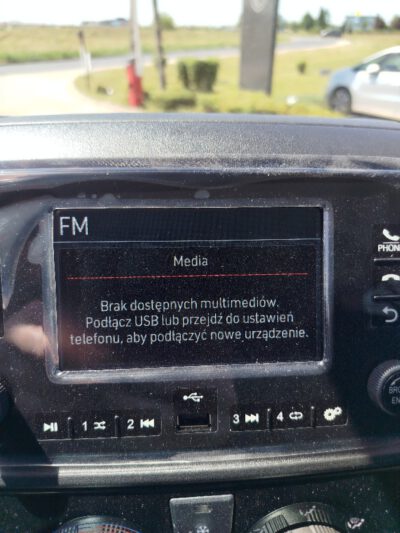 FM
Media
Brak dostępnych multimediów.
Podłącz USB lub przejdź do ustawień
telefonu, aby podłączyć nowe urządzenie.
PHONE
1 2 3 4